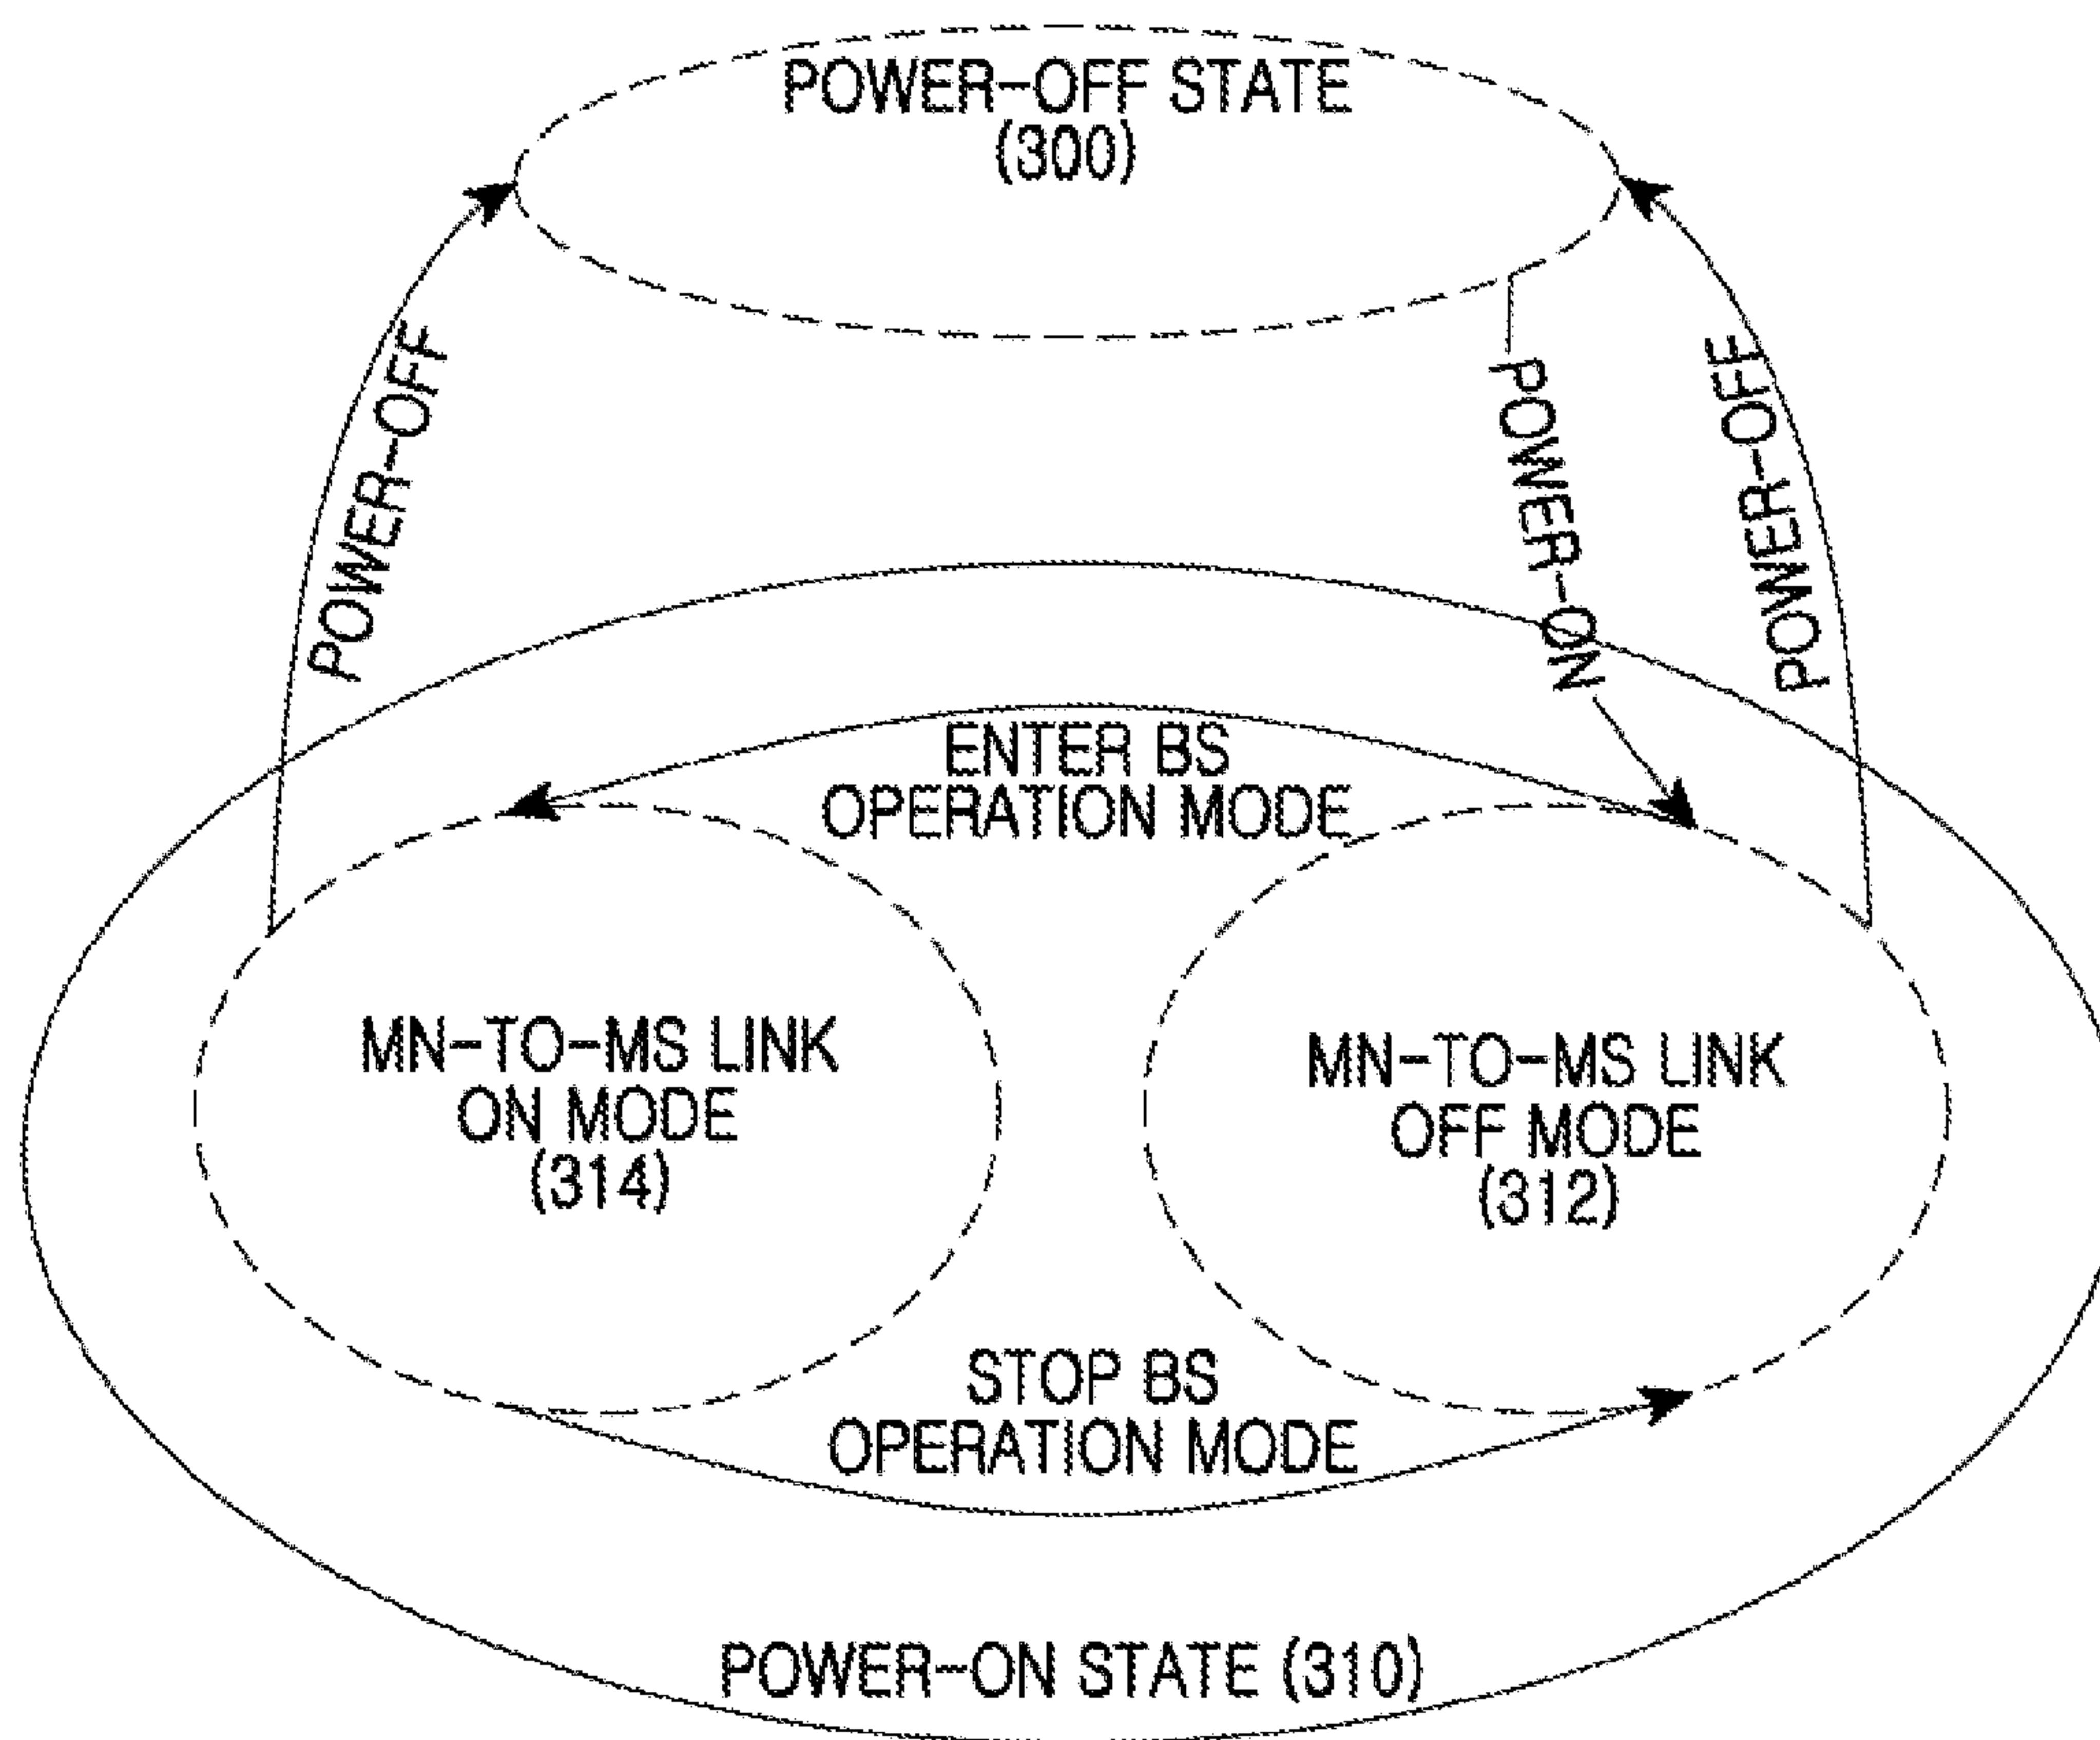 POWER-OFF STATE
(300)
POWER-OFF
POWER-ON
POWER-OFF
ENTER BS
OPERATION MODE
MN-TO-MS LINK
ON MODE
(314)
MN-TO-MS LINK
OFF MODE
(312)
STOP BS
OPERATION MODE
POWER-ON STATE (310)